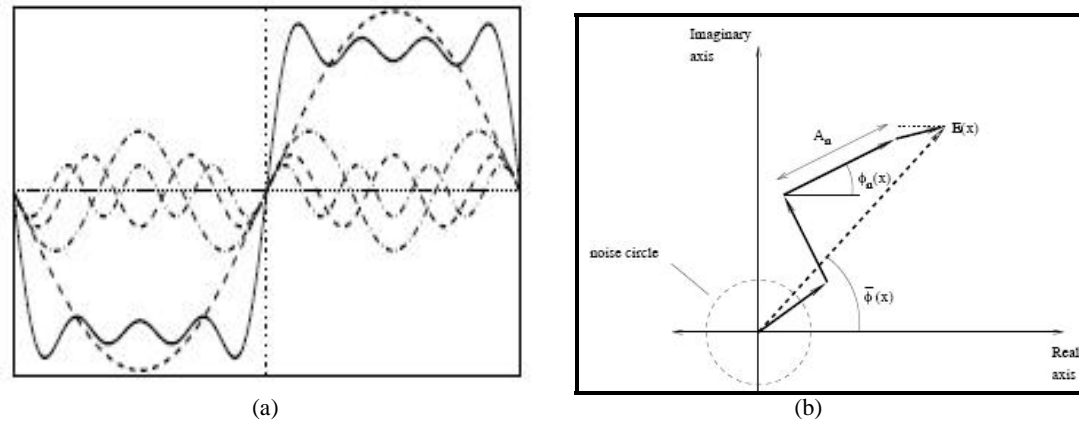 Imaginary
axis
A n
E(x)
ϕ n (x)
noise circle
ϕ̅ (x)
Real
axis
(a)
(b)